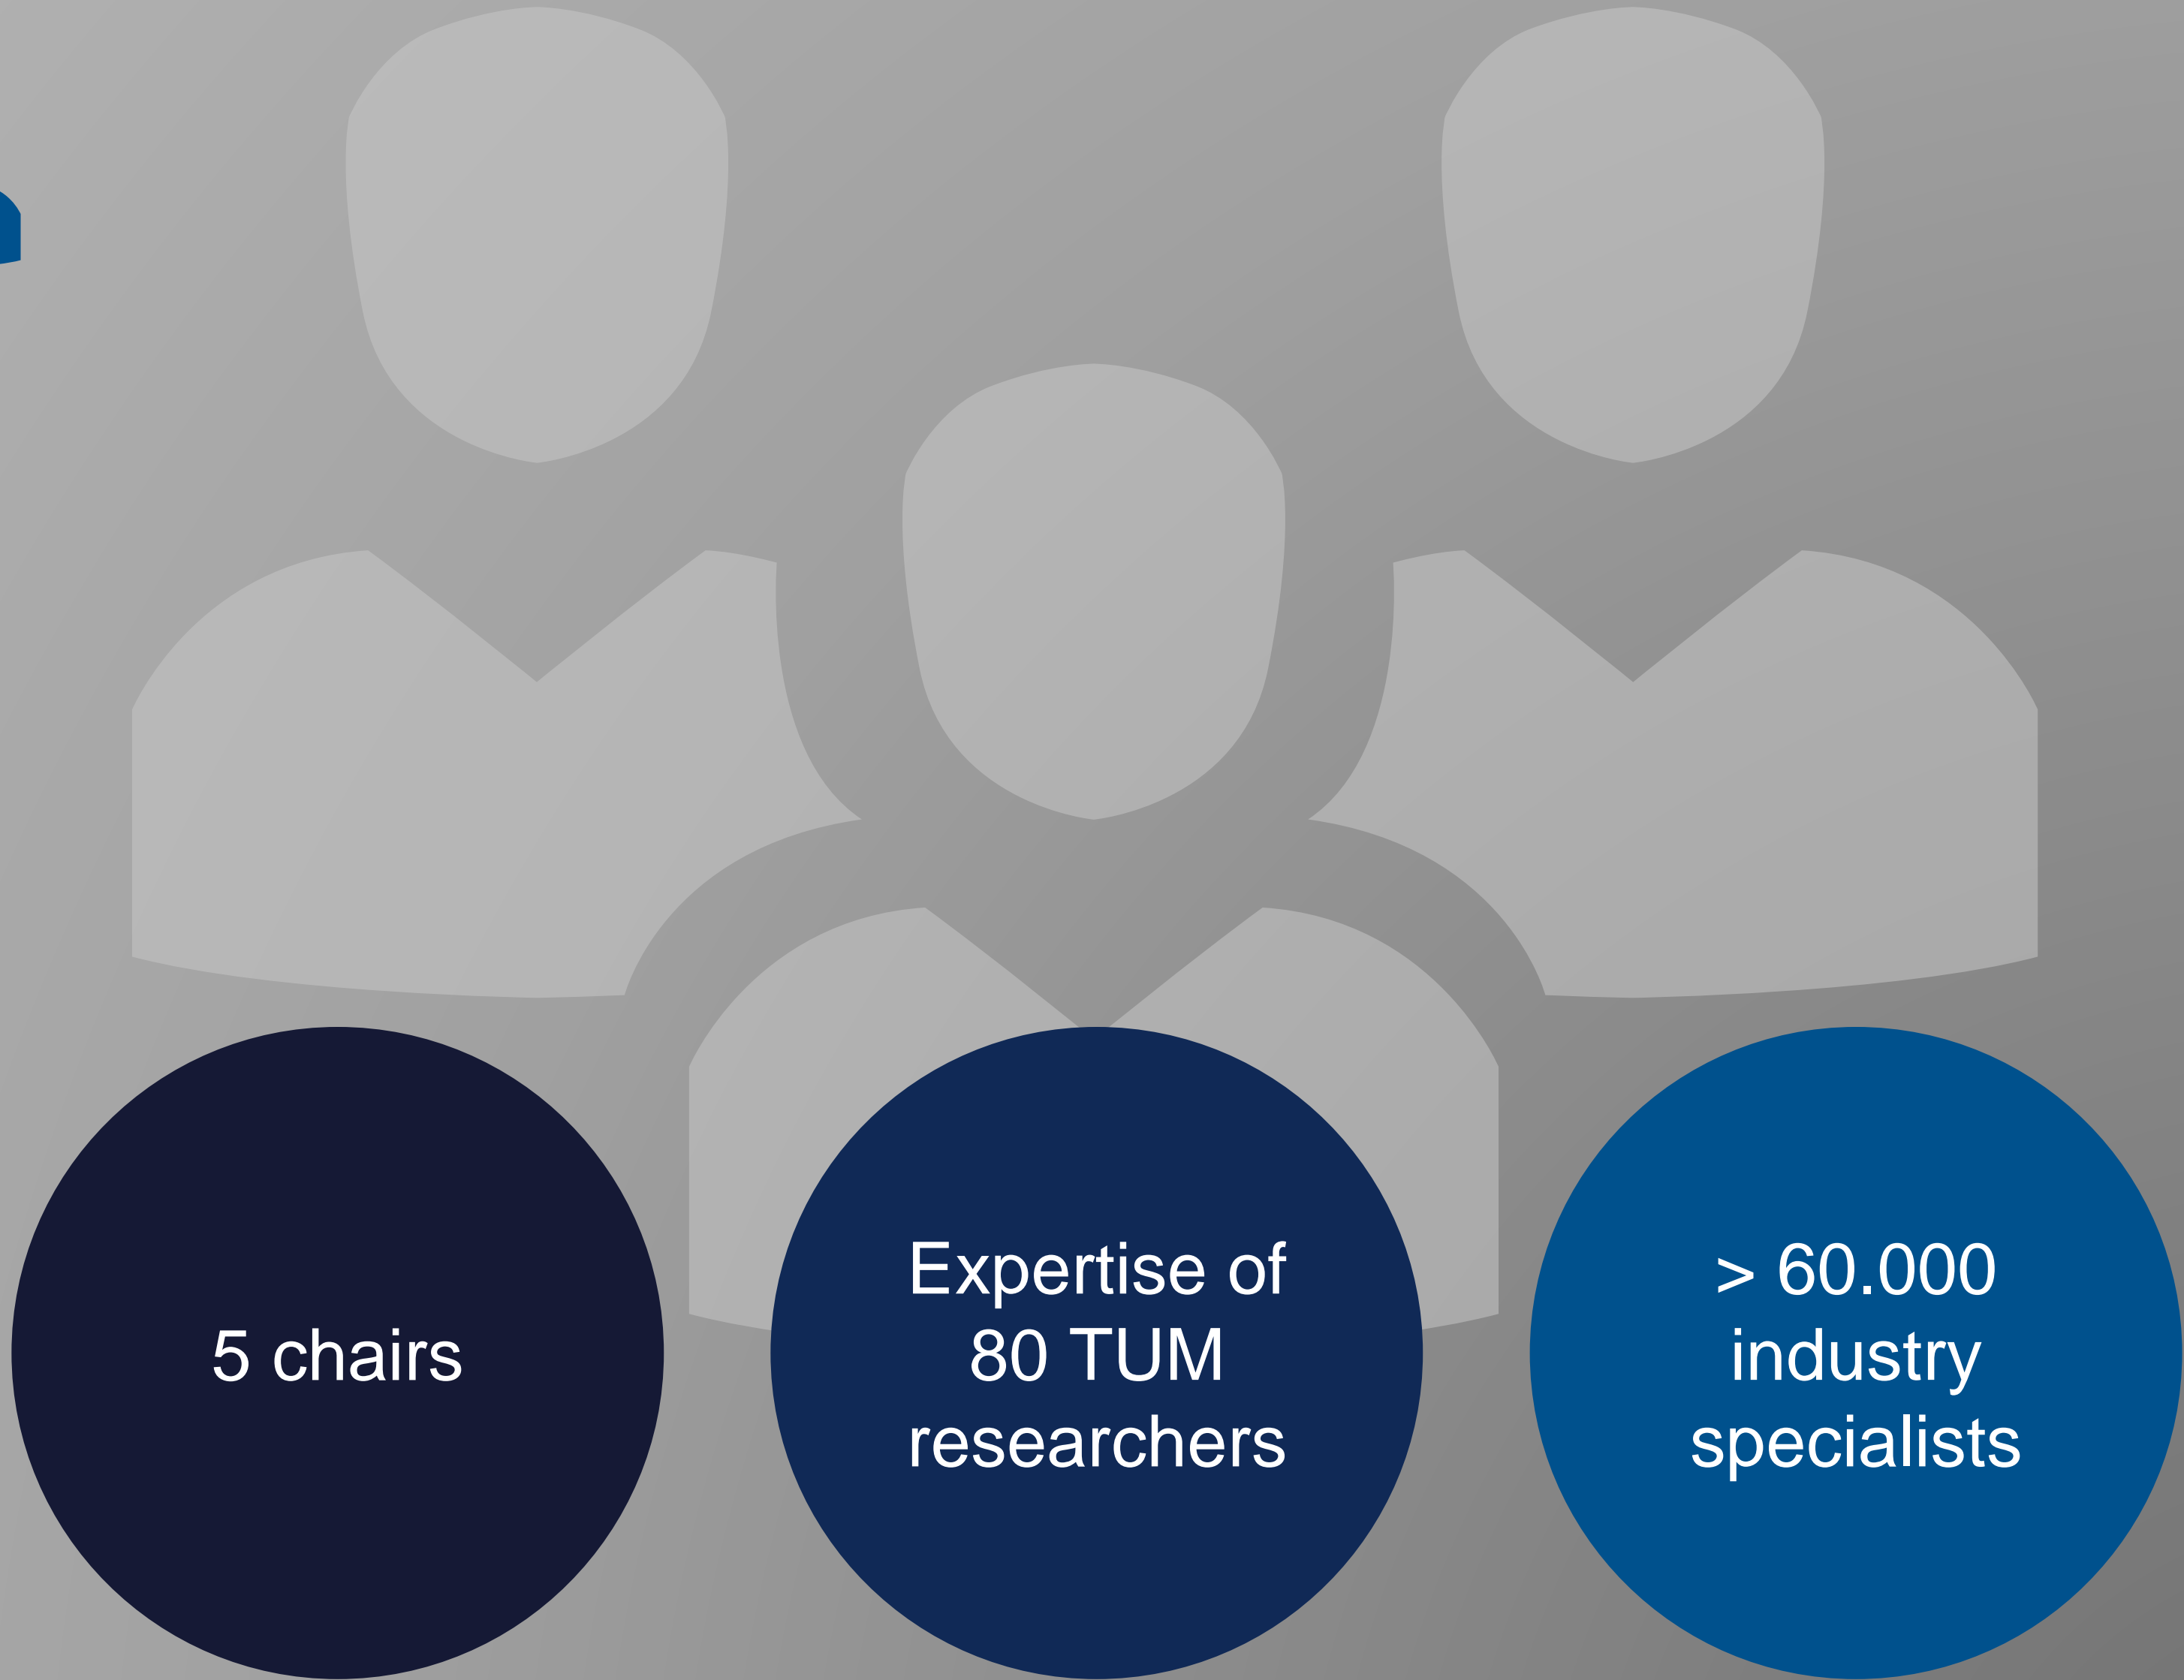 5 chairs
Expertise of
80 TUM
researchers
> 60.000
industry
specialists